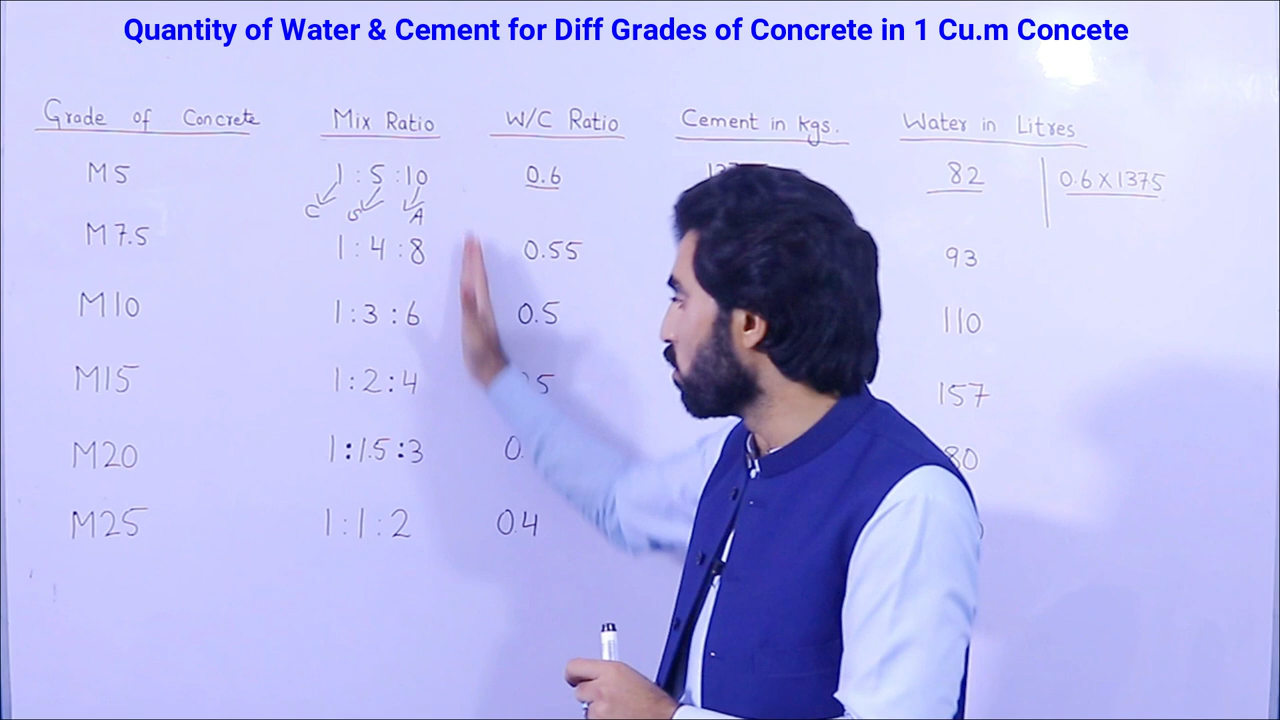 Quantity of Water & Cement for Diff Grades of Concrete in 1 Cu.m Concete
Grade of Concrete Mix Ratio W/C Ratio Cement in kgs. Water in Litres
M5 1:5:10 0.6 82 0.6 X 1375
C S A
M7.5 1:4:8 0.55 93
M10 1:3:6 0.5 110
M15 1:2:4 157
M20 1:1.5:3
M25 1:1:2 0.4